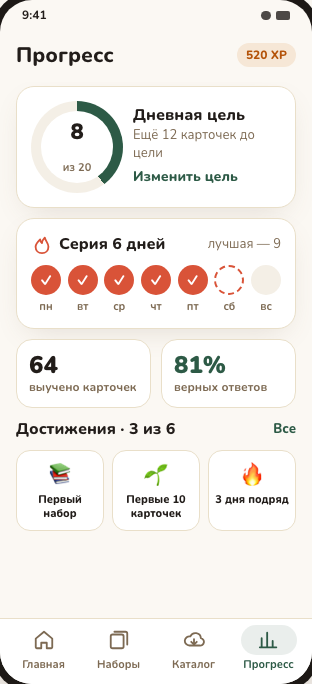 9:41
Прогресс
520 XP
8
из 20
Дневная цель
Ещё 12 карточек до
цели
Изменить цель
Серия 6 дней
лучшая — 9
пн вт ср чт пт сб вс
64
выучено карточек
81%
верных ответов
Достижения · 3 из 6
Все
Первый
набор
Первые 10
карточек
3 дня подряд
Главная Наборы Каталог Прогресс